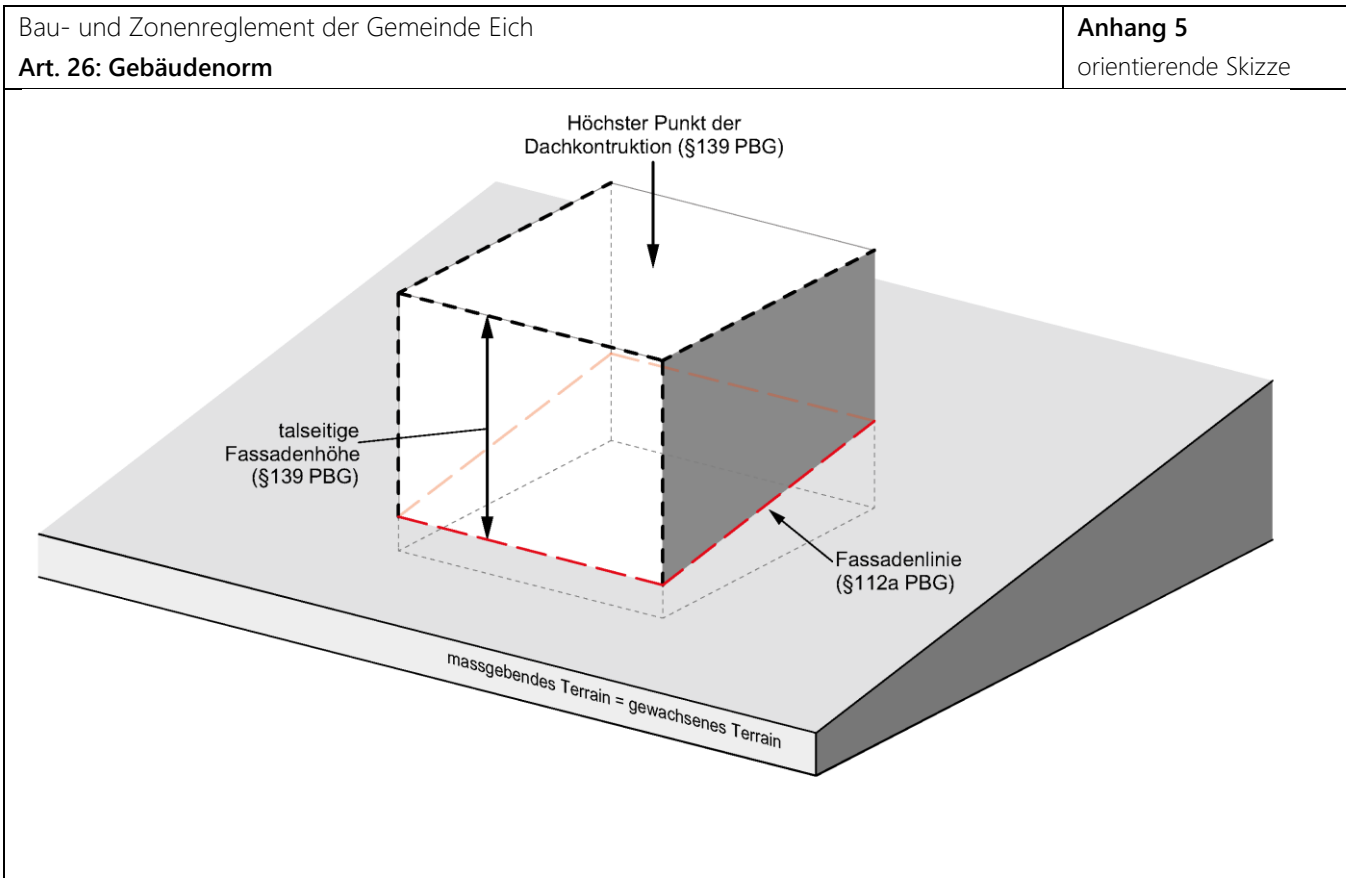 Bau- und Zonenreglement der Gemeinde Eich
Art. 26: Gebäudenorm
Anhang 5
orientierende Skizze
Höchster Punkt der
Dachkontruktion (§139 PBG)
talseitige
Fassadenhöhe
(§139 PBG)
Fassadenlinie
(§112a PBG)
massgebendes Terrain = gewachsenes Terrain